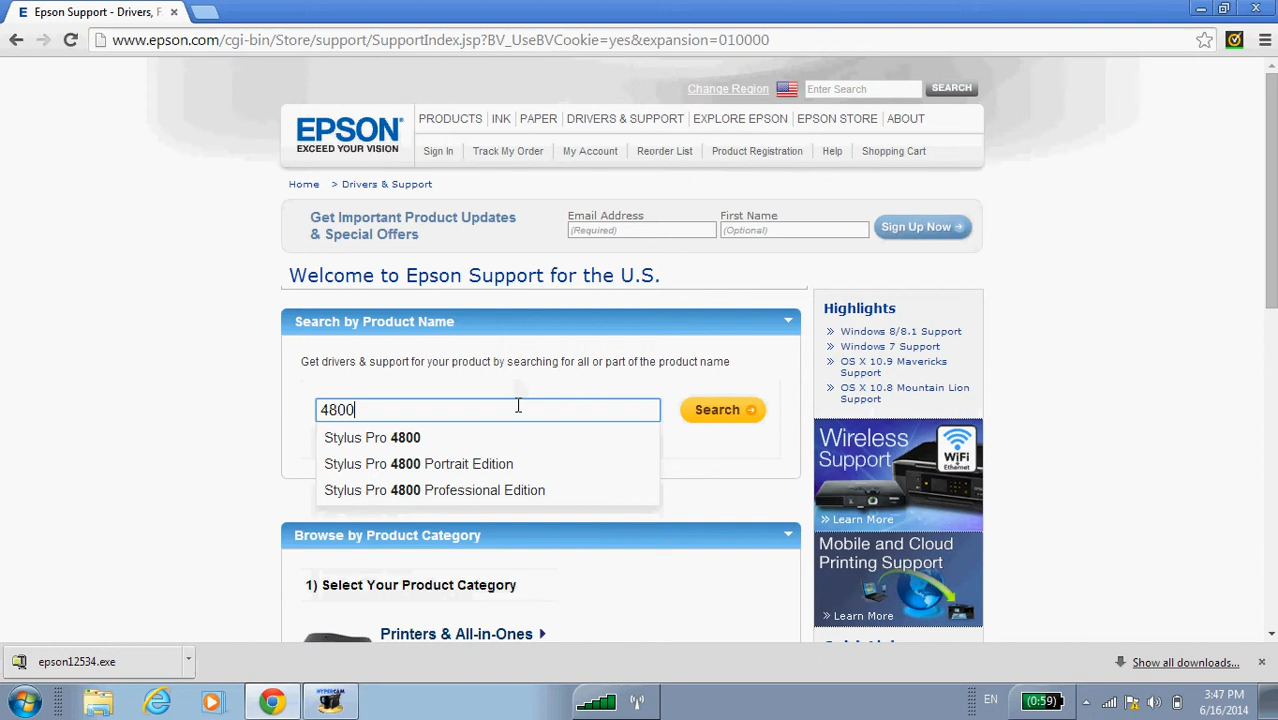 Epson Support - Drivers, F
www.epson.com/cgi-bin/Store/support/SupportIndex.jsp?BV_UseBVCookie=yes&expansion=010000
Change Region
Enter Search
SEARCH
EPSON
EXCEED YOUR VISION
PRODUCTS INK PAPER DRIVERS & SUPPORT EXPLORE EPSON EPSON STORE ABOUT
Sign In Track My Order My Account Reorder List Product Registration Help Shopping Cart
Home > Drivers & Support
Get Important Product Updates
& Special Offers
Email Address
(Required)
First Name
(Optional)
Sign Up Now
Welcome to Epson Support for the U.S.
Search by Product Name
Get drivers & support for your product by searching for all or part of the product name
4800
Search
Stylus Pro 4800
Stylus Pro 4800 Portrait Edition
Stylus Pro 4800 Professional Edition
Browse by Product Category
1) Select Your Product Category
Printers & All-in-Ones
Highlights
Windows 8/8.1 Support
Windows 7 Support
OS X 10.9 Mavericks
Support
OS X 10.8 Mountain Lion
Support
Wireless
Support
WiFi
Ethernet
Learn More
Mobile and Cloud
Printing Support
Learn More
epson12534.exe
Show all downloads...
HYPERCAM
EN
(0:59)
3:47 PM
6/16/2014